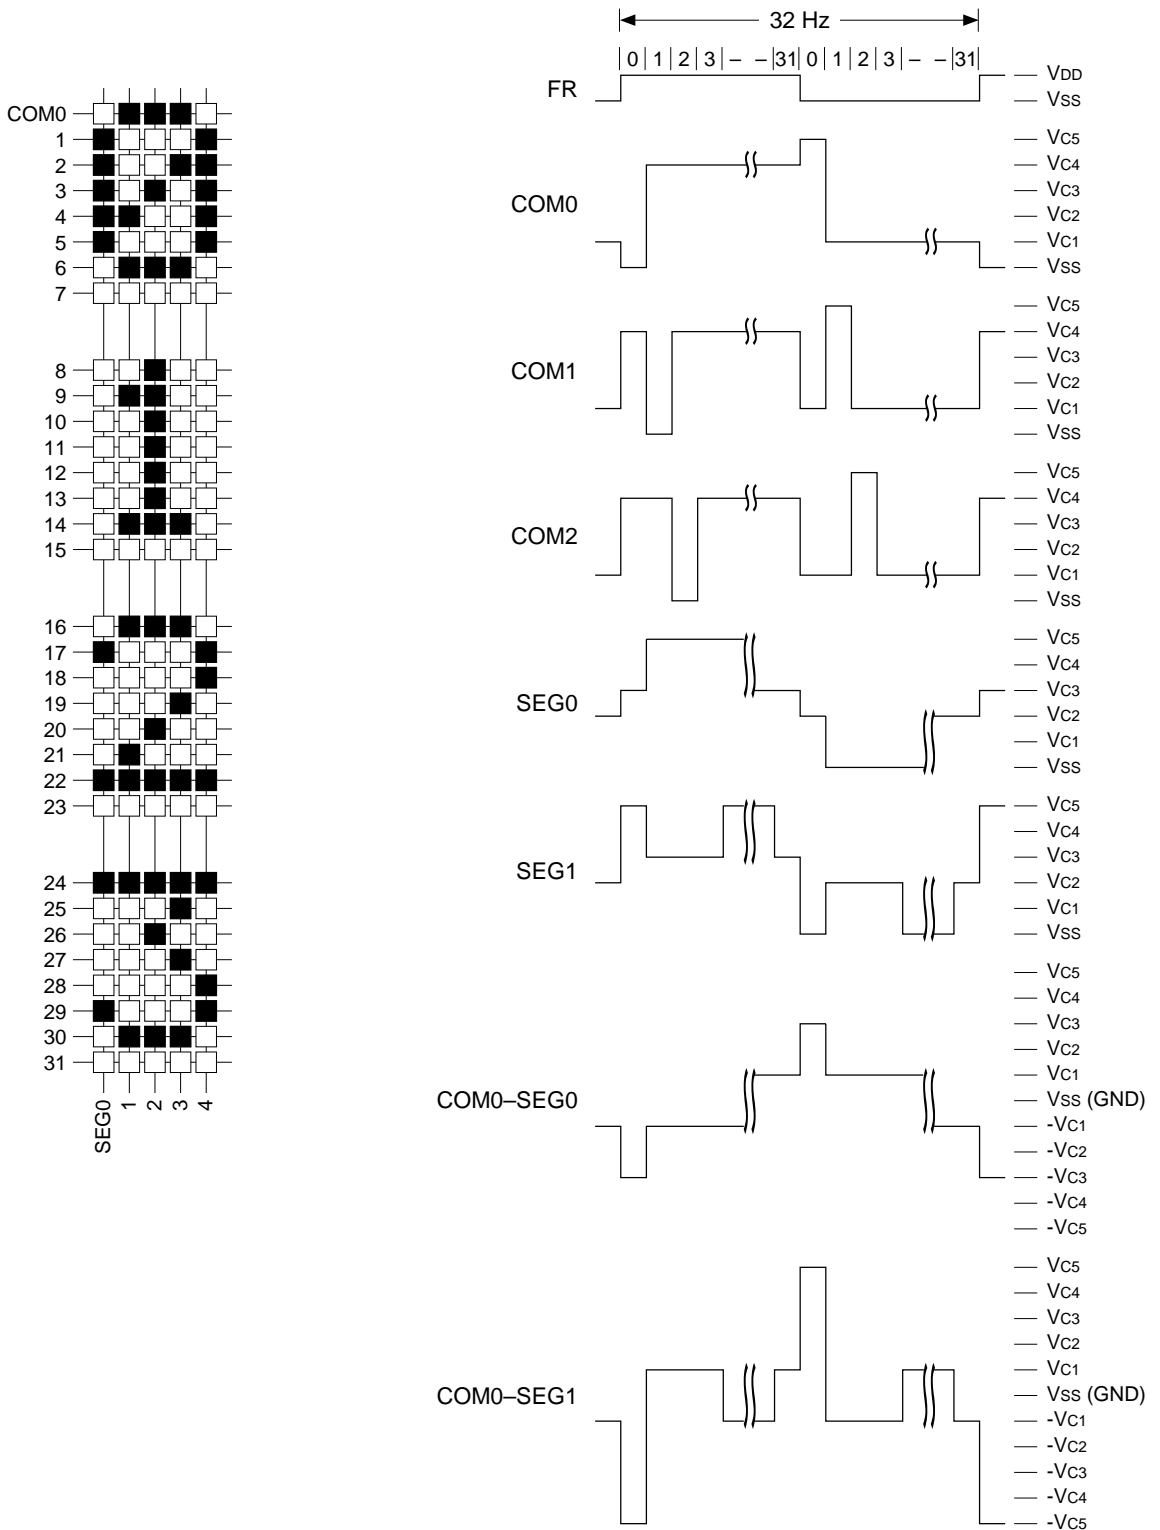 32 Hz
0 1 2 3 – – 31 0 1 2 3 – – 31
FR
VDD
VSS
COM0
1
2
3
4
5
6
7
8
9
10
11
12
13
14
15
16
17
18
19
20
21
22
23
24
25
26
27
28
29
30
31
SEG0
1
2
3
4
COM0
VC5
VC4
VC3
VC2
VC1
VSS
COM1
VC5
VC4
VC3
VC2
VC1
VSS
COM2
VC5
VC4
VC3
VC2
VC1
VSS
SEG0
VC5
VC4
VC3
VC2
VC1
VSS
SEG1
VC5
VC4
VC3
VC2
VC1
VSS
COM0–SEG0
VC5
VC4
VC3
VC2
VC1
VSS (GND)
-VC1
-VC2
-VC3
-VC4
-VC5
COM0–SEG1
VC5
VC4
VC3
VC2
VC1
VSS (GND)
-VC1
-VC2
-VC3
-VC4
-VC5